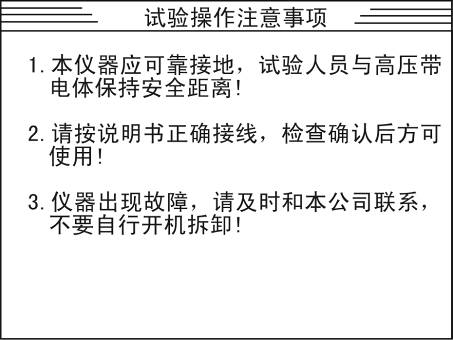 试验操作注意事项
1.本仪器应可靠接地，试验人员与高压带
电体保持安全距离！
2.请按说明书正确接线，检查确认后方可
使用！
3.仪器出现故障，请及时和本公司联系，
不要自行开机拆卸！